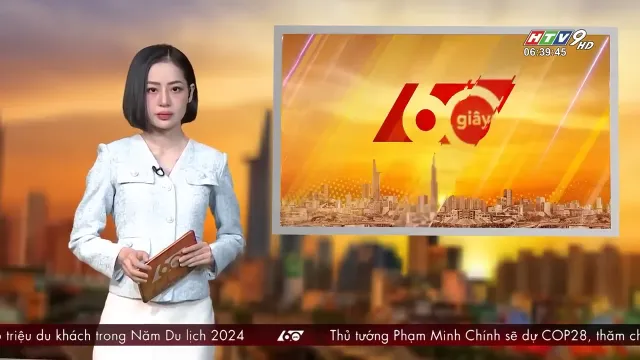 HTV9 HD
06:39:45
60 giây
triệu du khách trong Năm Du lịch 2024 60 Thủ tướng Phạm Minh Chính sẽ dự COP28, thăm